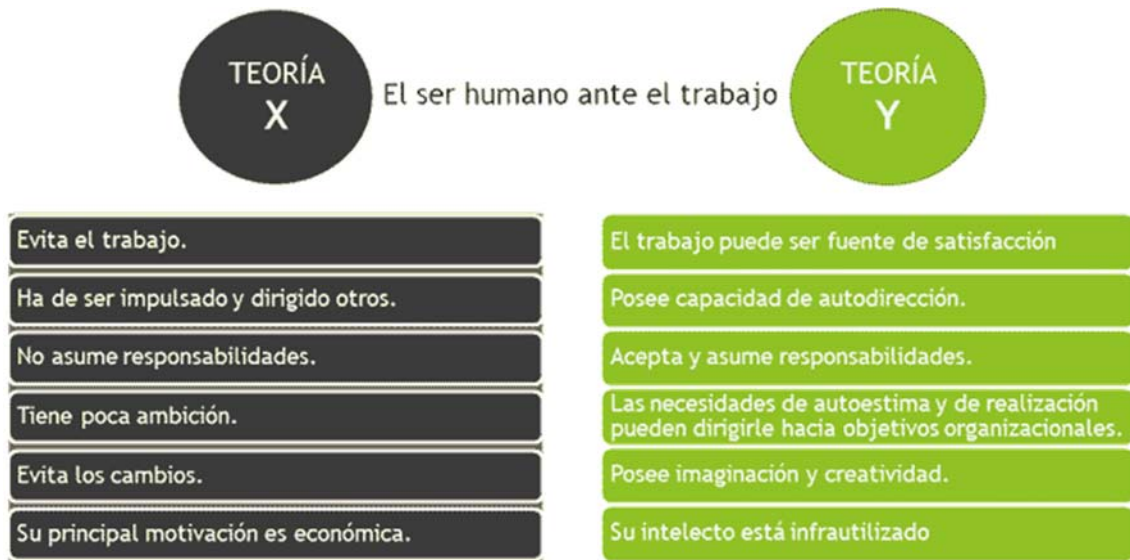 TEORÍA
X
El ser humano ante el trabajo
TEORÍA
Y
Evita el trabajo.
Ha de ser impulsado y dirigido otros.
No asume responsabilidades.
Tiene poca ambición.
Evita los cambios.
Su principal motivación es económica.
El trabajo puede ser fuente de satisfacción
Posee capacidad de autodirección.
Acepta y asume responsabilidades.
Las necesidades de autoestima y de realización
pueden dirigirle hacia objetivos organizacionales.
Posee imaginación y creatividad.
Su intelecto está infrautilizado